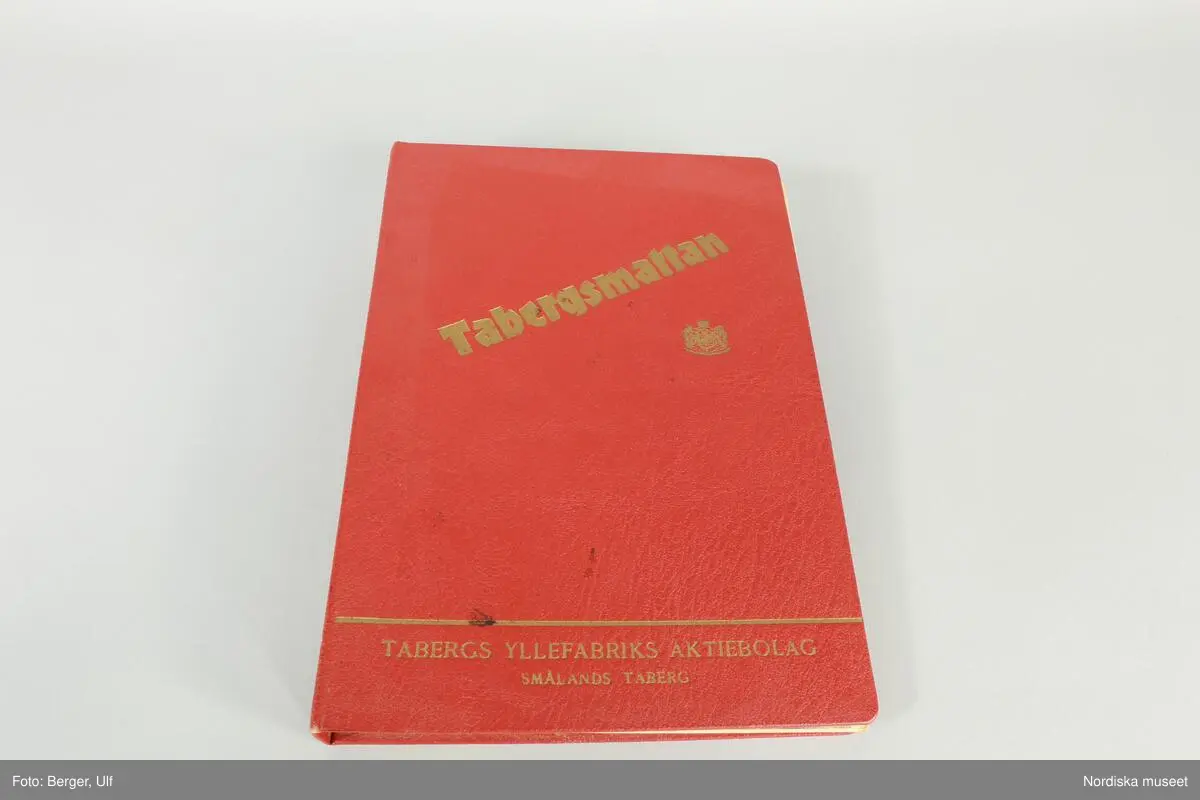 Tabergsmattan
TABERGS YLLEFABRIKS AKTIEBOLAG
SMÅLANDS TABERG
Foto: Berger, Ulf
Nordiska museet